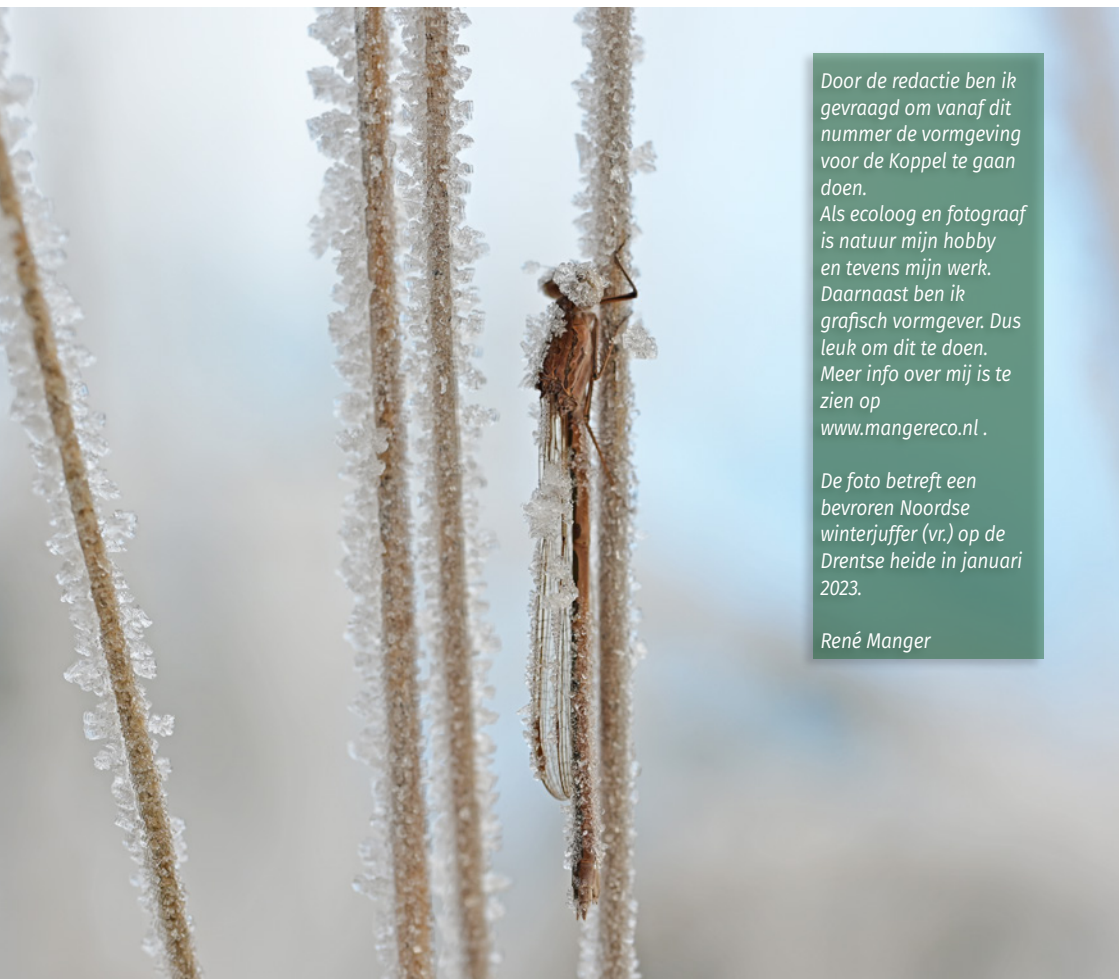 Door de redactie ben ik
gevraagd om vanaf dit
nummer de vormgeving
voor de Koppel te gaan
doen.
Als ecoloog en fotograaf
is natuur mijn hobby
en tevens mijn werk.
Daarnaast ben ik
grafisch vormgever. Dus
leuk om dit te doen.
Meer info over mij is te
zien op
www.mangereco.nl .
De foto betreft een
bevroren Noordse
winterjuffer (vr.) op de
Drentse heide in januari
2023.
René Manger